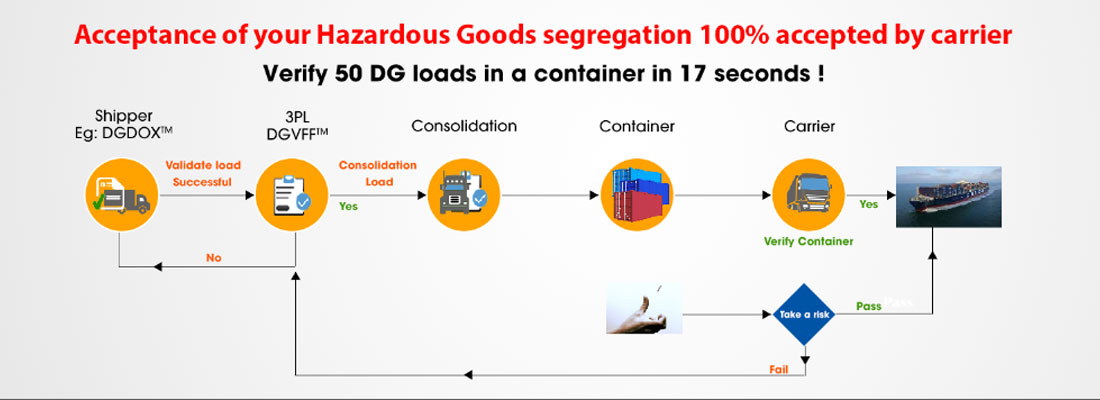 Acceptance of your Hazardous Goods segregation 100% accepted by carrier
Verify 50 DG loads in a container in 17 seconds !
Shipper
Eg: DGDOX™
3PL
DGVFF™
Consolidation
Container
Carrier
Validate load
Successful
Consolidation
Load
Yes
Yes
Verify Container
No
Take a risk
Pass
Pass
Fail